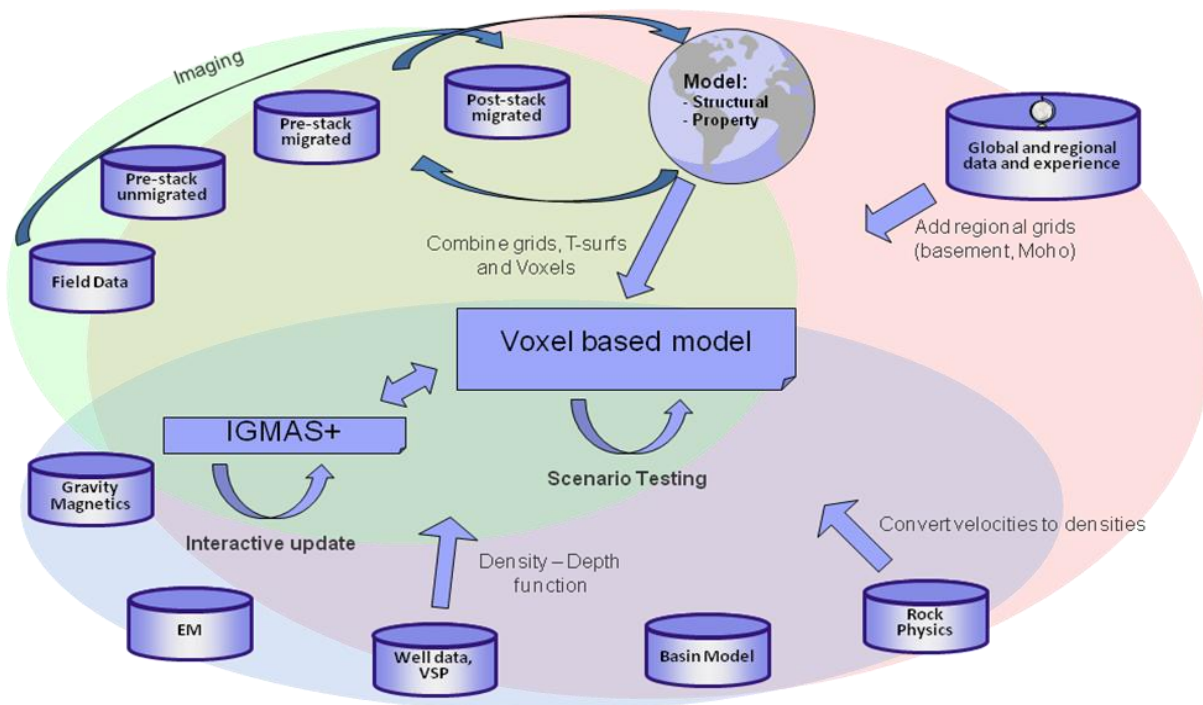 Imaging
Post-stack
migrated
Model:
- Structural
- Property
Pre-stack
migrated
Global and regional
data and experience
Pre-stack
unmigrated
Add regional grids
(basement, Moho)
Combine grids, T-surfs
and Voxels
Field Data
Voxel based model
IGMAS+
Scenario Testing
Gravity
Magnetics
Interactive update
Convert velocities to densities
Density – Depth
function
EM
Rock
Physics
Well data,
VSP
Basin Model